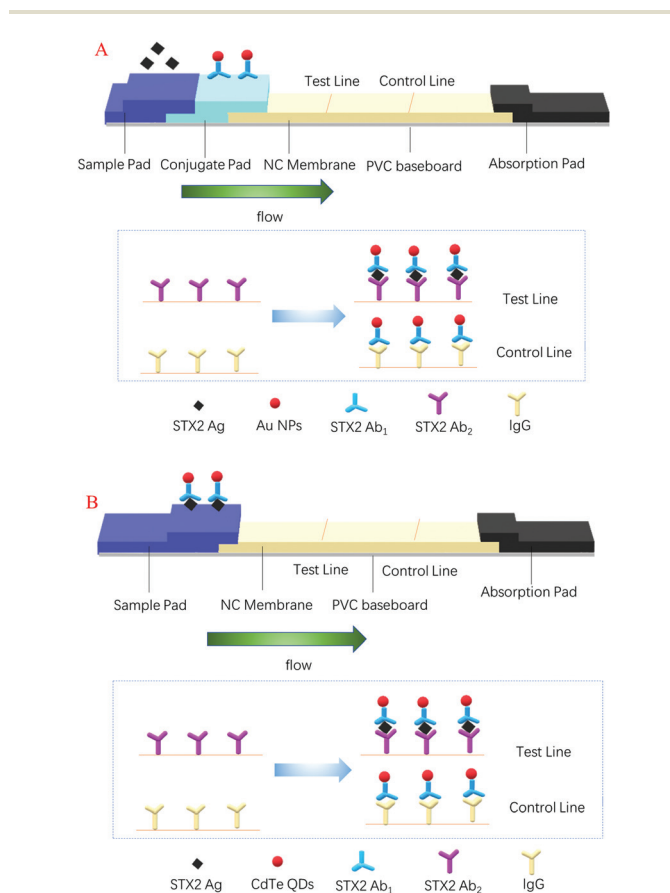 A
Test Line Control Line
Sample Pad Conjugate Pad NC Membrane PVC baseboard Absorption Pad
flow
Test Line
Control Line
STX2 Ag Au NPs STX2 Ab₁ STX2 Ab₂ IgG
B
Test Line Control Line
Sample Pad NC Membrane PVC baseboard Absorption Pad
flow
Test Line
Control Line
STX2 Ag CdTe QDs STX2 Ab₁ STX2 Ab₂ IgG